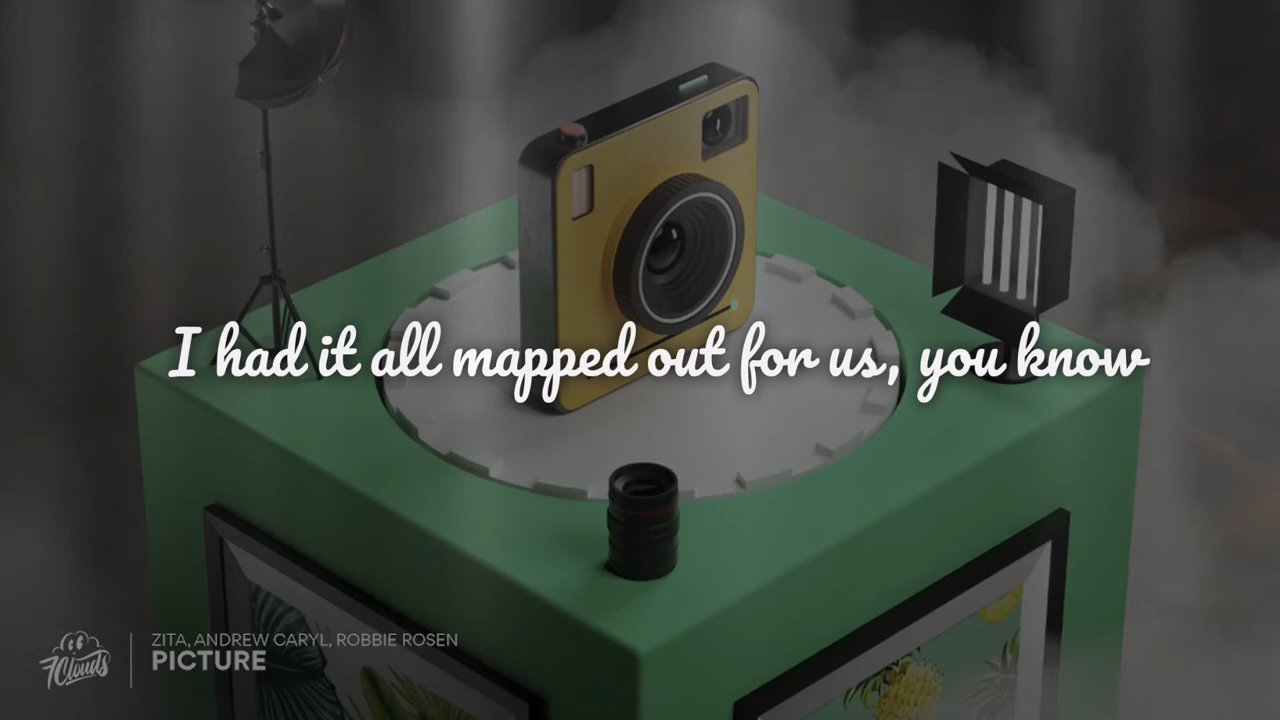 I had it all mapped out for us, you know
7Clouds
ZITA, ANDREW CARYL, ROBBIE ROSEN
PICTURE